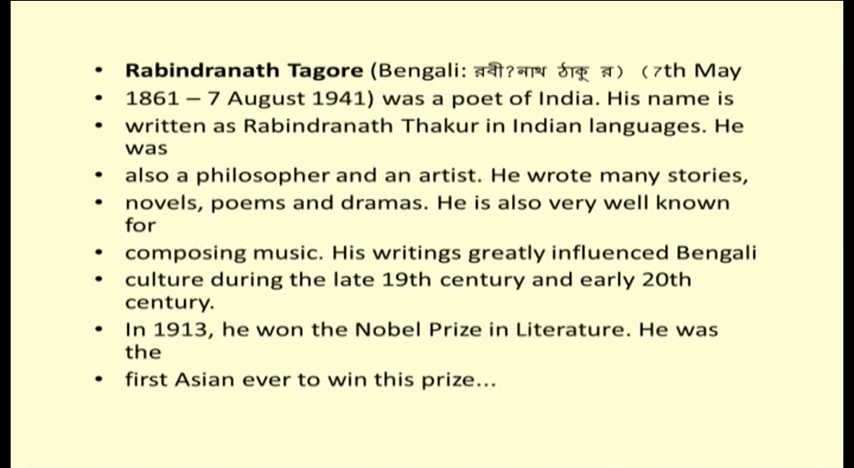 • Rabindranath Tagore (Bengali: রবী?নাথ ঠাকু র) (7th May
• 1861 – 7 August 1941) was a poet of India. His name is
• written as Rabindranath Thakur in Indian languages. He
was
• also a philosopher and an artist. He wrote many stories,
• novels, poems and dramas. He is also very well known
for
• composing music. His writings greatly influenced Bengali
• culture during the late 19th century and early 20th
century.
• In 1913, he won the Nobel Prize in Literature. He was
the
• first Asian ever to win this prize...